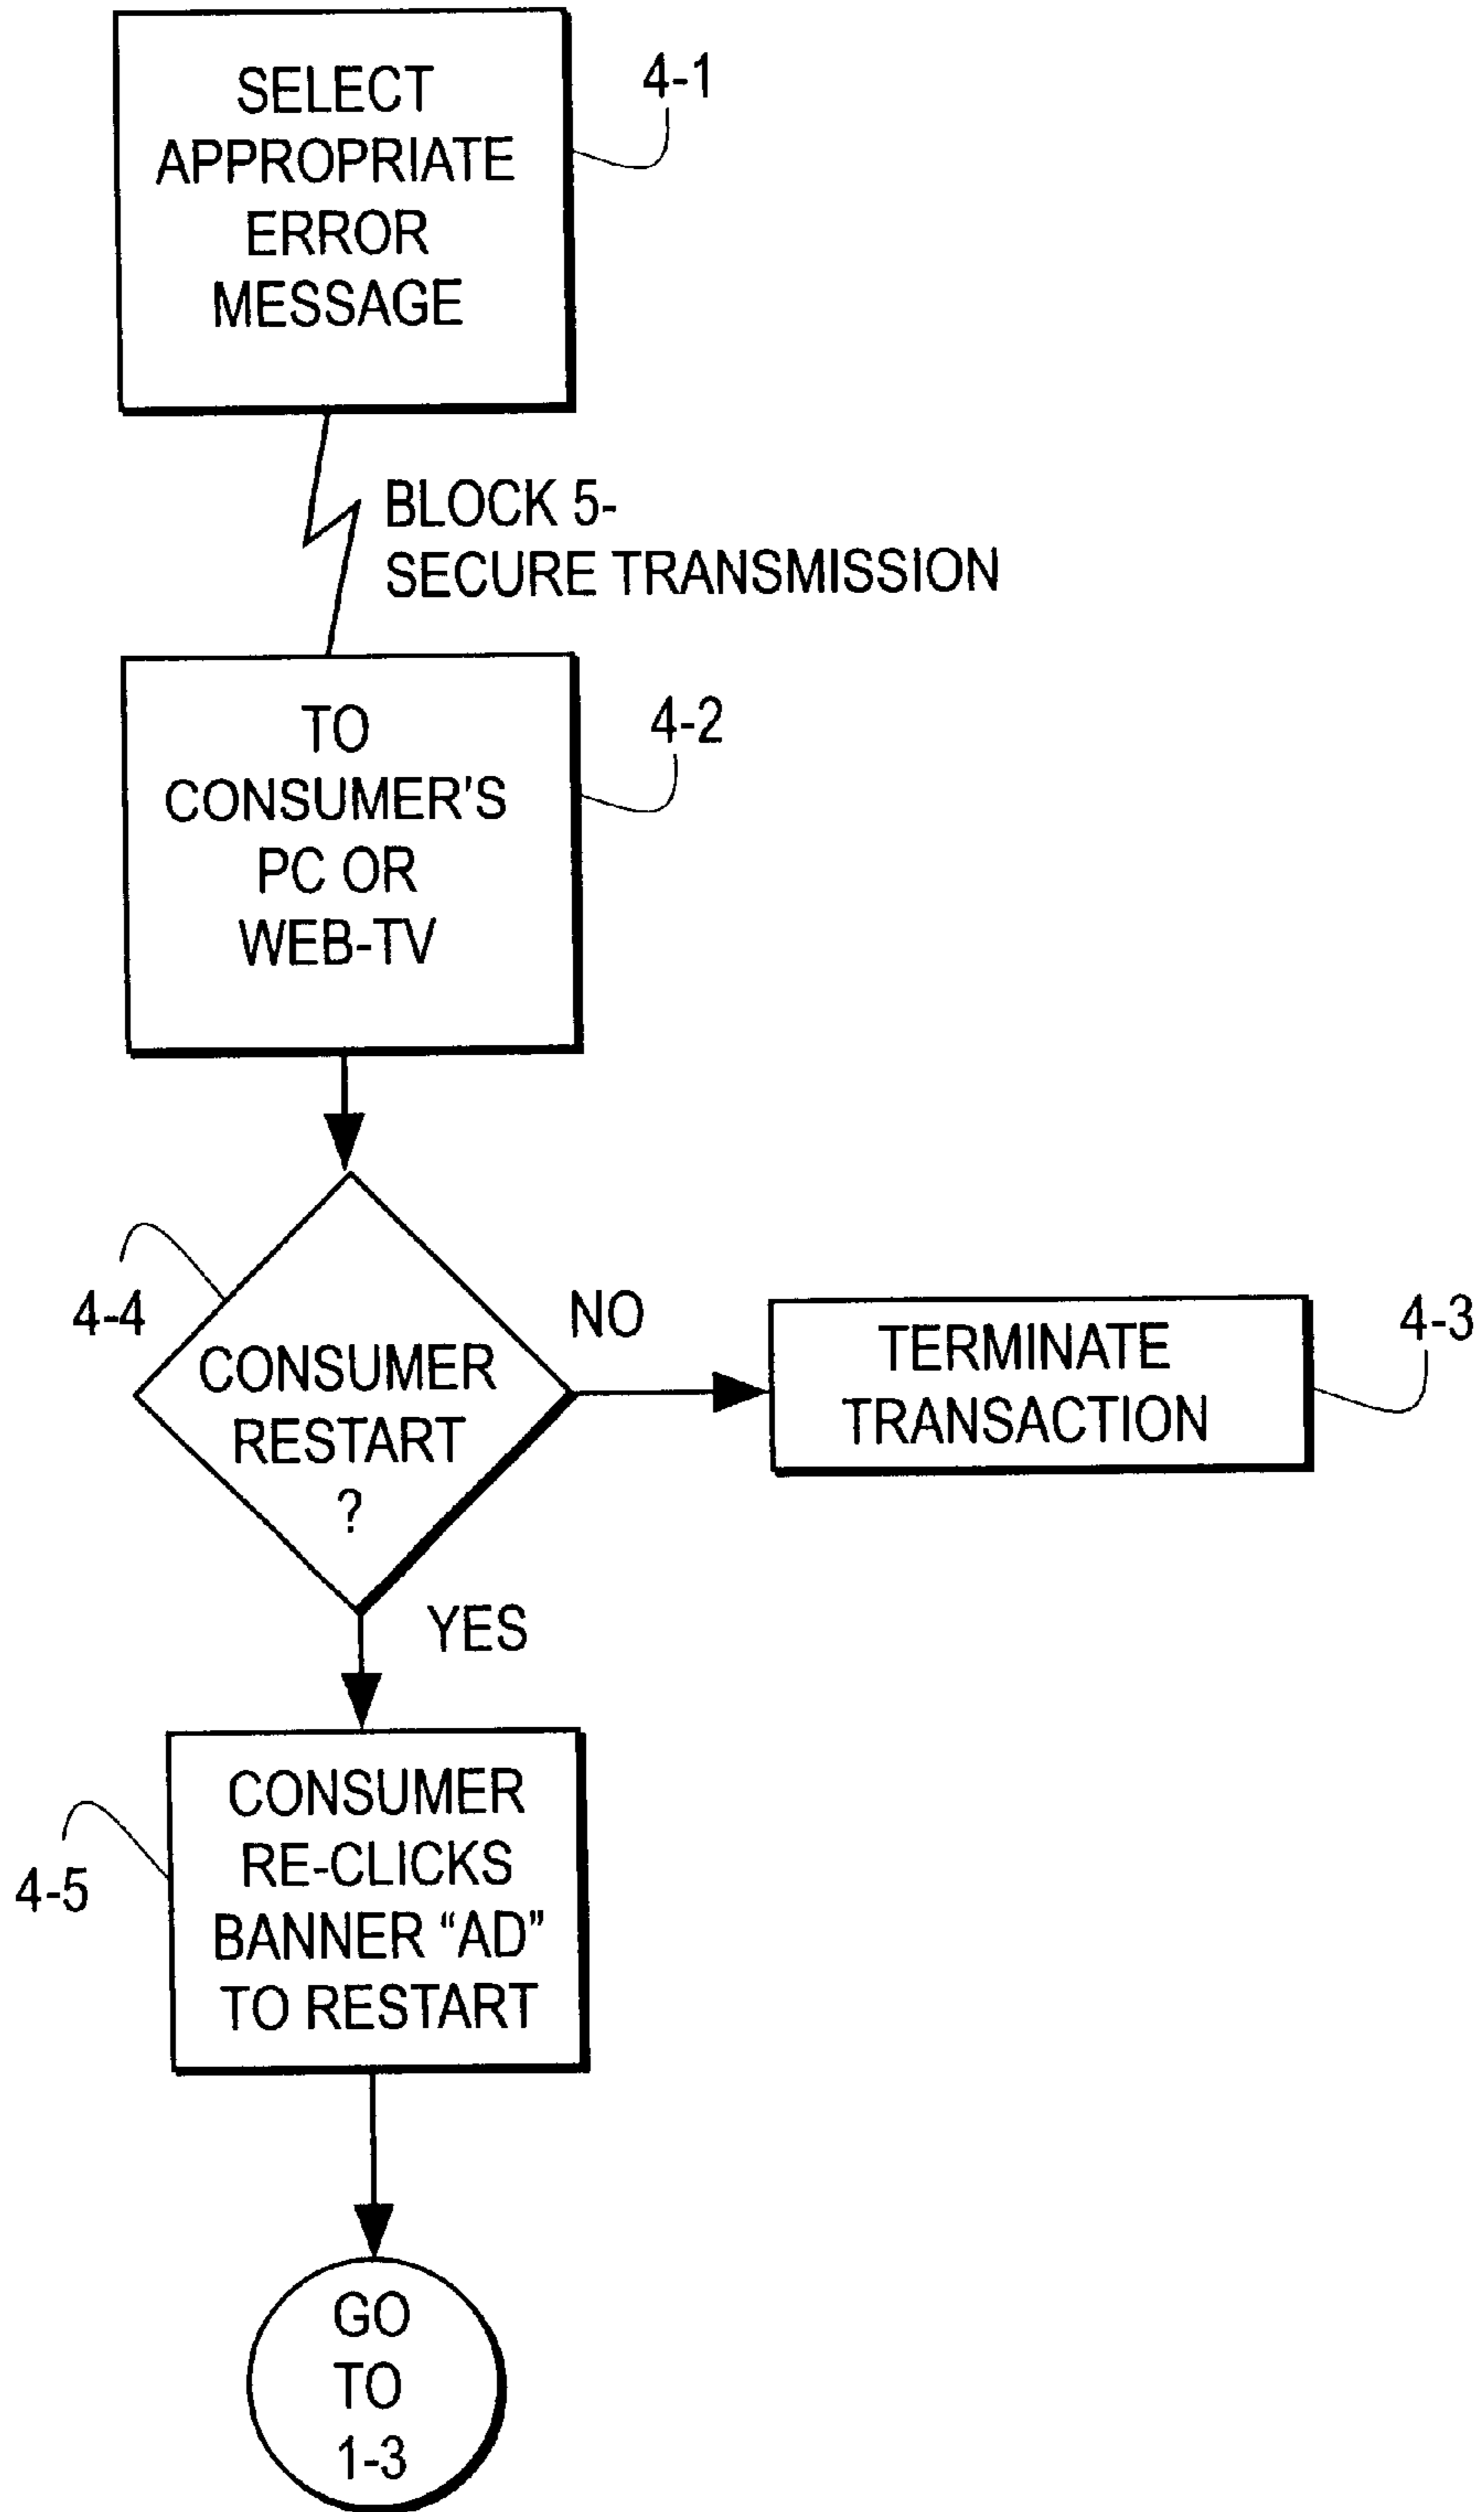 SELECT
APPROPRIATE
ERROR
MESSAGE
4-1
BLOCK 5-
SECURE TRANSMISSION
TO
CONSUMER'S
PC OR
WEB-TV
4-2
4-4
CONSUMER
RESTART
?
NO
TERMINATE
TRANSACTION
4-3
YES
CONSUMER
RE-CLICKS
BANNER “AD”
TO RESTART
4-5
GO
TO
1-3